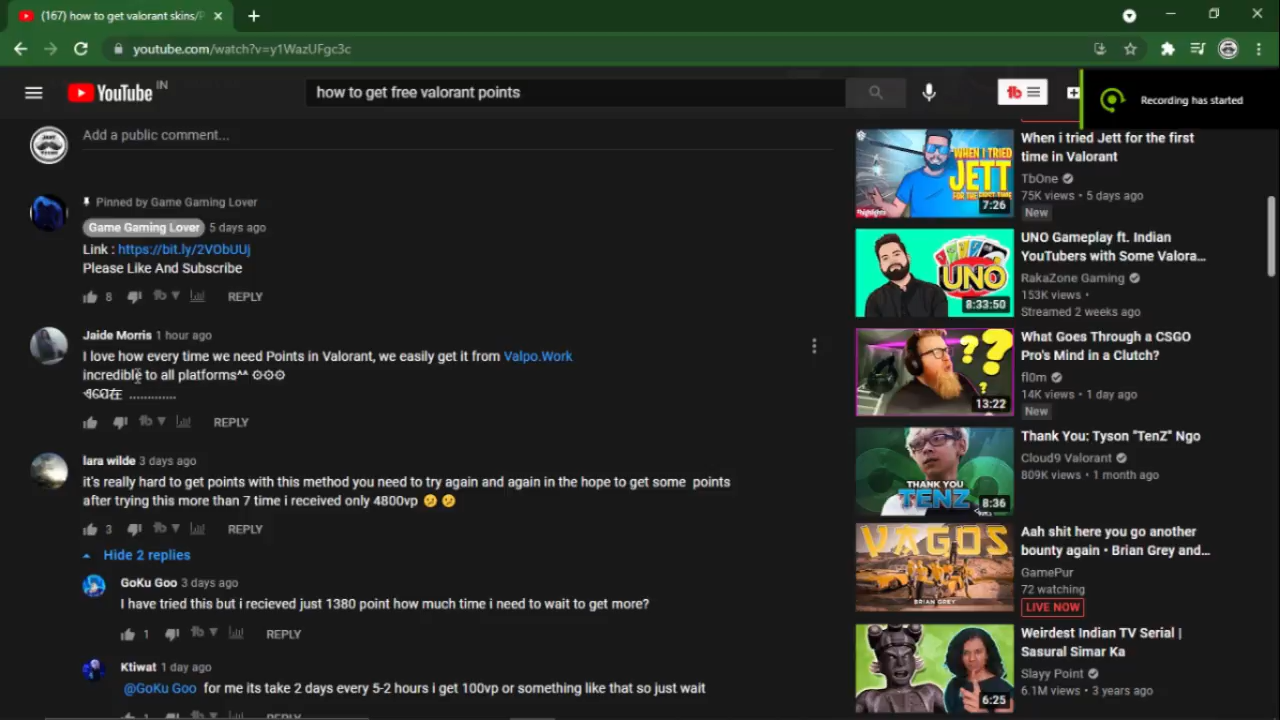 (167) how to get valorant skins/
youtube.com/watch?v=y1WazUFgc3c
YouTube IN
how to get free valorant points
Recording has started
Add a public comment...
Pinned by Game Gaming Lover
Game Gaming Lover 5 days ago
Link : https://bit.ly/2VObUUj
Please Like And Subscribe
8 REPLY
Jaide Morris 1 hour ago
I love how every time we need Points in Valorant, we easily get it from Valpo.Work
incredible to all platforms^^
.............
REPLY
lara wilde 3 days ago
it's really hard to get points with this method you need to try again and again in the hope to get some points
after trying this more than 7 time i received only 4800vp
3 REPLY
Hide 2 replies
GoKu Goo 3 days ago
I have tried this but i recieved just 1380 point how much time i need to wait to get more?
1 REPLY
Ktiwat 1 day ago
@GoKu Goo for me its take 2 days every 5-2 hours i get 100vp or something like that so just wait
1 REPLY
WHEN I TRIED
JETT
FOR THE FIRST TIME
7:26
When i tried Jett for the first
time in Valorant
TbOne
75K views • 5 days ago
New
UNO
8:33:50
UNO Gameplay ft. Indian
YouTubers with Some Valora...
RakaZone Gaming
153K views •
Streamed 2 weeks ago
13:22
What Goes Through a CSGO
Pro's Mind in a Clutch?
fl0m
14K views • 1 day ago
New
THANK YOU
TENZ
8:36
Thank You: Tyson "TenZ" Ngo
Cloud9 Valorant
809K views • 1 month ago
VAGOS
BRIAN GREY
Aah shit here you go another
bounty again • Brian Grey and...
GamePur
72 watching
LIVE NOW
6:25
Weirdest Indian TV Serial |
Sasural Simar Ka
Slayy Point
6.1M views • 3 years ago